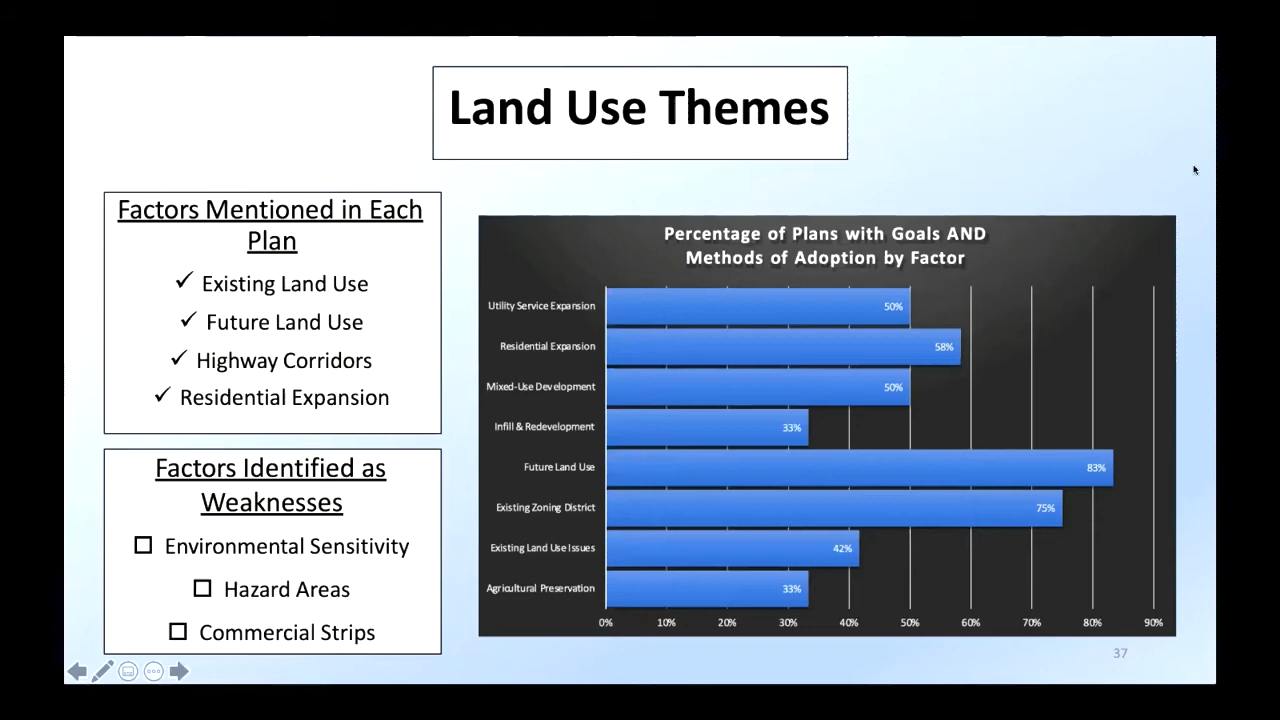 Land Use Themes
Factors Mentioned in Each
Plan
Existing Land Use
Future Land Use
Highway Corridors
Residential Expansion
Factors Identified as
Weaknesses
Environmental Sensitivity
Hazard Areas
Commercial Strips
Percentage of Plans with Goals AND
Methods of Adoption by Factor
Utility Service Expansion 50%
Residential Expansion 58%
Mixed-Use Development 50%
Infill & Redevelopment 33%
Future Land Use 83%
Existing Zoning District 75%
Existing Land Use Issues 42%
Agricultural Preservation 33%
0% 10% 20% 30% 40% 50% 60% 70% 80% 90%
37